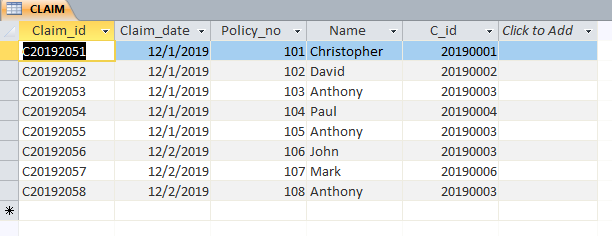 CLAIM
Claim_id Claim_date Policy_no Name C_id Click to Add
C20192051 12/1/2019 101 Christopher 20190001
C20192052 12/1/2019 102 David 20190002
C20192053 12/1/2019 103 Anthony 20190003
C20192054 12/1/2019 104 Paul 20190004
C20192055 12/1/2019 105 Anthony 20190003
C20192056 12/2/2019 106 John 20190003
C20192057 12/2/2019 107 Mark 20190006
C20192058 12/2/2019 108 Anthony 20190003